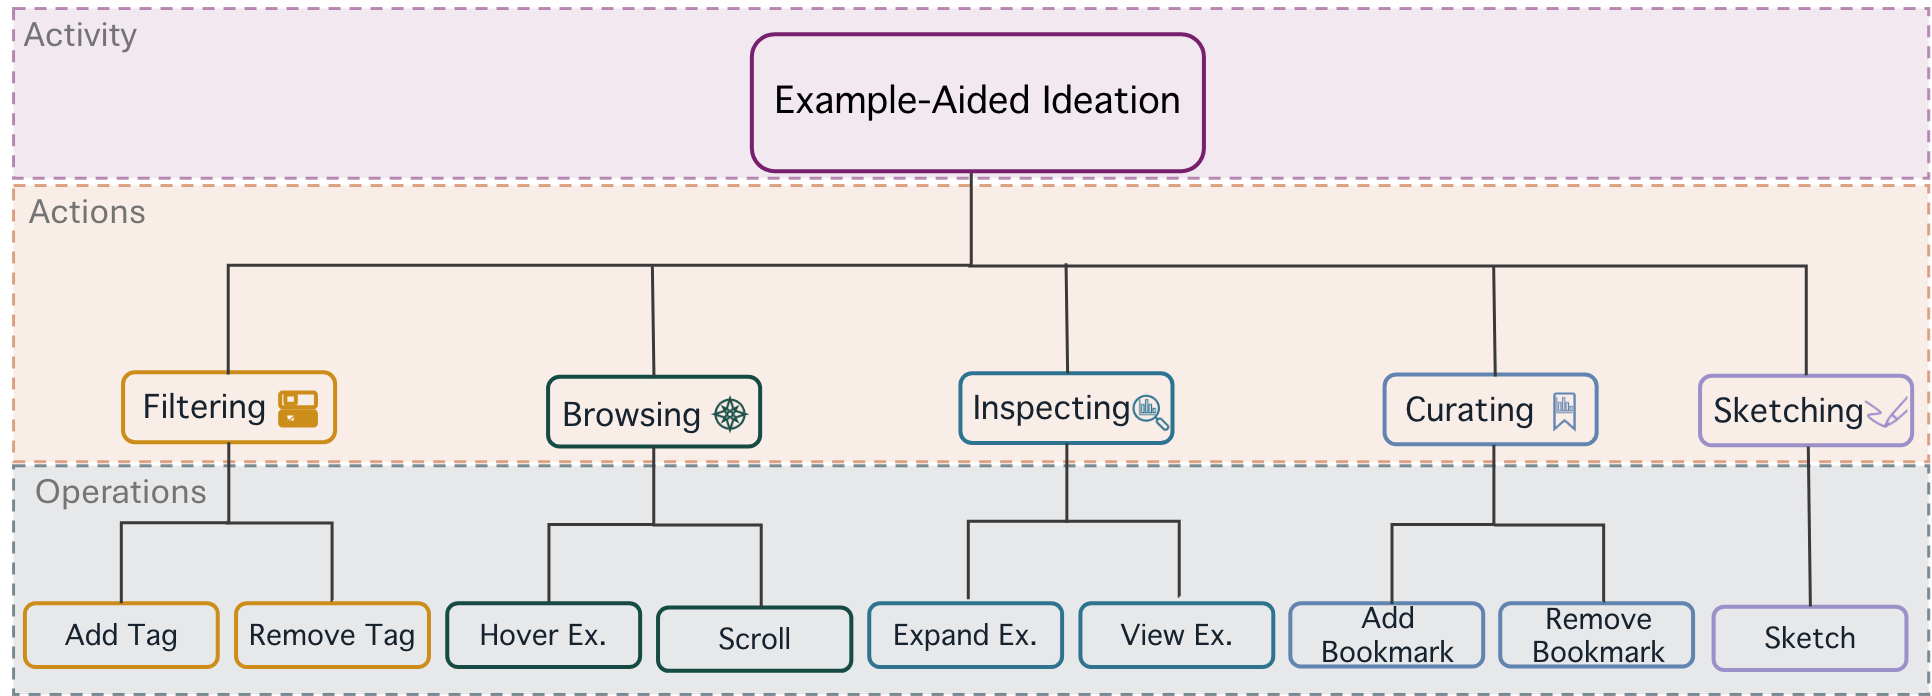 Activity
Example-Aided Ideation
Actions
Filtering
Browsing
Inspecting
Curating
Sketching
Operations
Add Tag
Remove Tag
Hover Ex.
Scroll
Expand Ex.
View Ex.
Add
Bookmark
Remove
Bookmark
Sketch